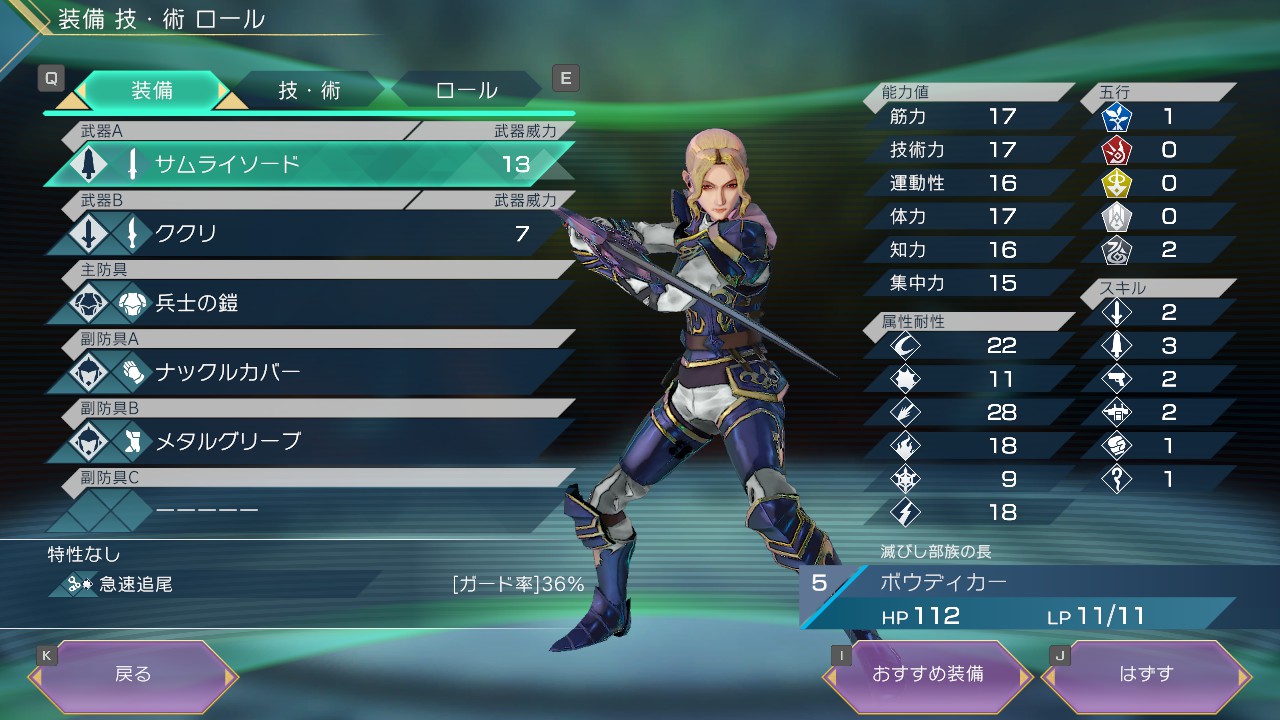 装備 技・術 ロール
Q 装備 技・術 ロール E
武器A 武器威力
サムライソード 13
武器B 武器威力
ククリ 7
主防具
兵士の鎧
副防具A
ナックルカバー
副防具B
メタルグリーブ
副防具C
ーーーーー
特性なし
急速追尾 [ガード率]36%
能力値
筋力 17
技術力 17
運動性 16
体力 17
知力 16
集中力 15
属性耐性
22
11
28
18
9
18
五行
1
0
0
0
2
スキル
2
3
2
2
1
1
滅びし部族の長
5 ボウディカー
HP 112 LP 11/11
K 戻る
I おすすめ装備
J はずす